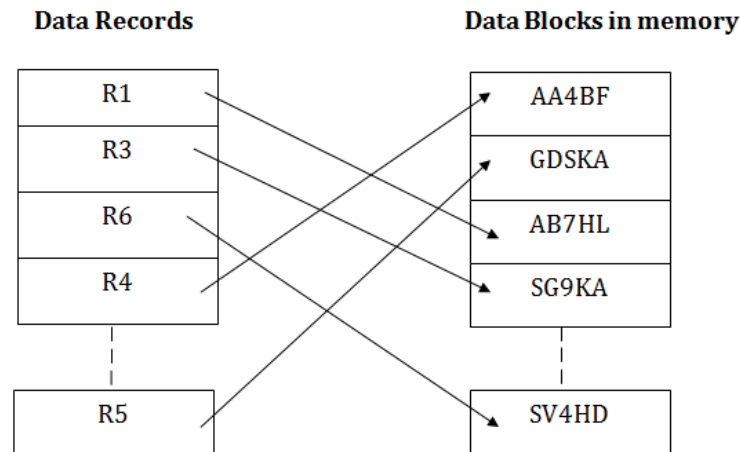 Data Records
Data Blocks in memory
R1
AA4BF
R3
GDSKA
R6
AB7HL
R4
SG9KA
R5
SV4HD